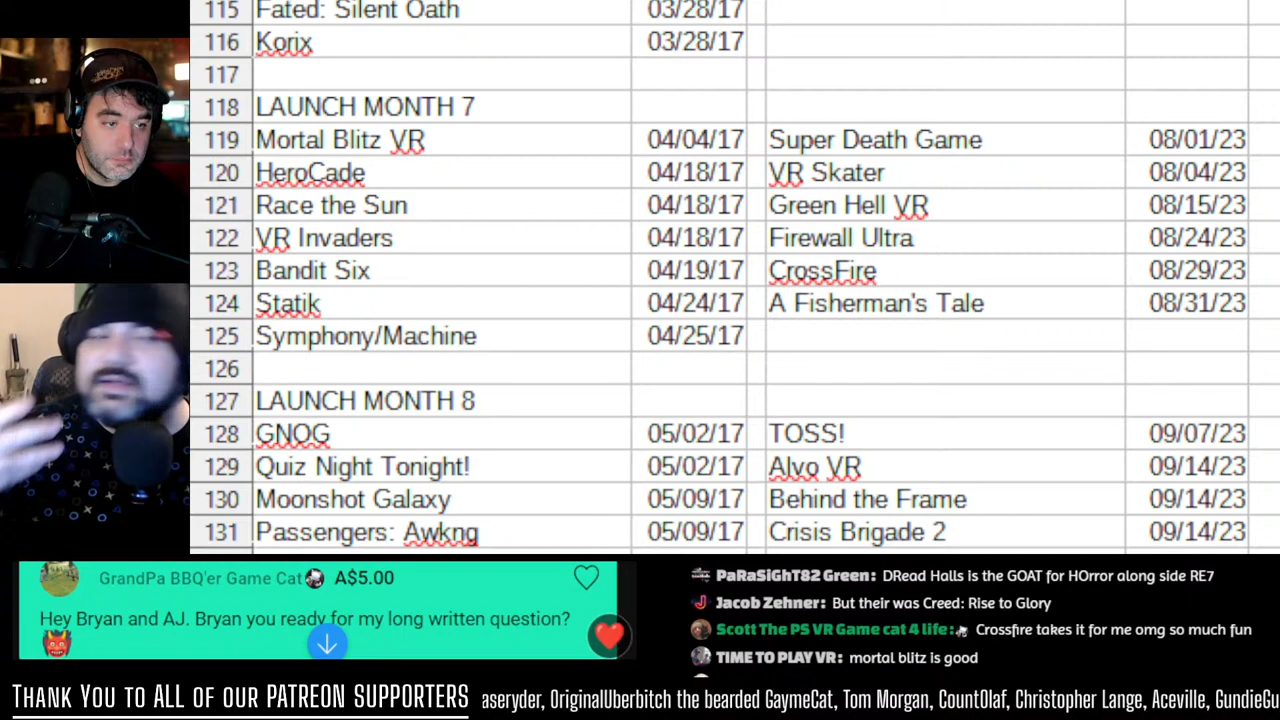 115 Fated: Silent Oath 03/28/17
116 Korix 03/28/17
117
118 LAUNCH MONTH 7
119 Mortal Blitz VR 04/04/17 Super Death Game 08/01/23
120 HeroCade 04/18/17 VR Skater 08/04/23
121 Race the Sun 04/18/17 Green Hell VR 08/15/23
122 VR Invaders 04/18/17 Firewall Ultra 08/24/23
123 Bandit Six 04/19/17 CrossFire 08/29/23
124 Statik 04/24/17 A Fisherman's Tale 08/31/23
125 Symphony/Machine 04/25/17
126
127 LAUNCH MONTH 8
128 GNOG 05/02/17 TOSS! 09/07/23
129 Quiz Night Tonight! 05/02/17 Alvo VR 09/14/23
130 Moonshot Galaxy 05/09/17 Behind the Frame 09/14/23
131 Passengers: Awkng 05/09/17 Crisis Brigade 2 09/14/23
GrandPa BBQ'er Game Cat A$5.00
Hey Bryan and AJ. Bryan you ready for my long written question?
PaRaSiGhT82 Green: DRead Halls is the GOAT for HOrror along side RE7
Jacob Zehner: But their was Creed: Rise to Glory
Scott The PS VR Game cat 4 life: Crossfire takes it for me omg so much fun
TIME TO PLAY VR: mortal blitz is good
THANK YOU TO ALL OF OUR PATREON SUPPORTERS
aseryder, OriginalUberbitch the bearded GaymeCat, Tom Morgan, CountOlaf, Christopher Lange, Aceville, GundieGu